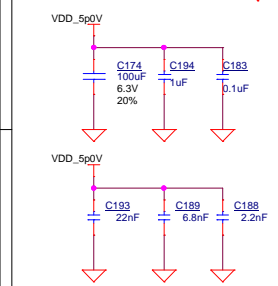 VDD_5p0V
C174 C194 C183
100uF 1uF 0.1uF
6.3V
20%
VDD_5p0V
C193 C189 C188
22nF 6.8nF 2.2nF